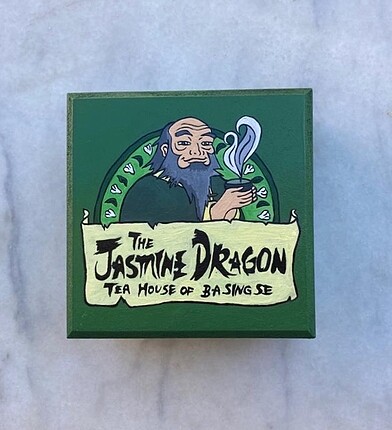 THE
JASMINE DRAGON
TEA HOUSE OF BA SING SE